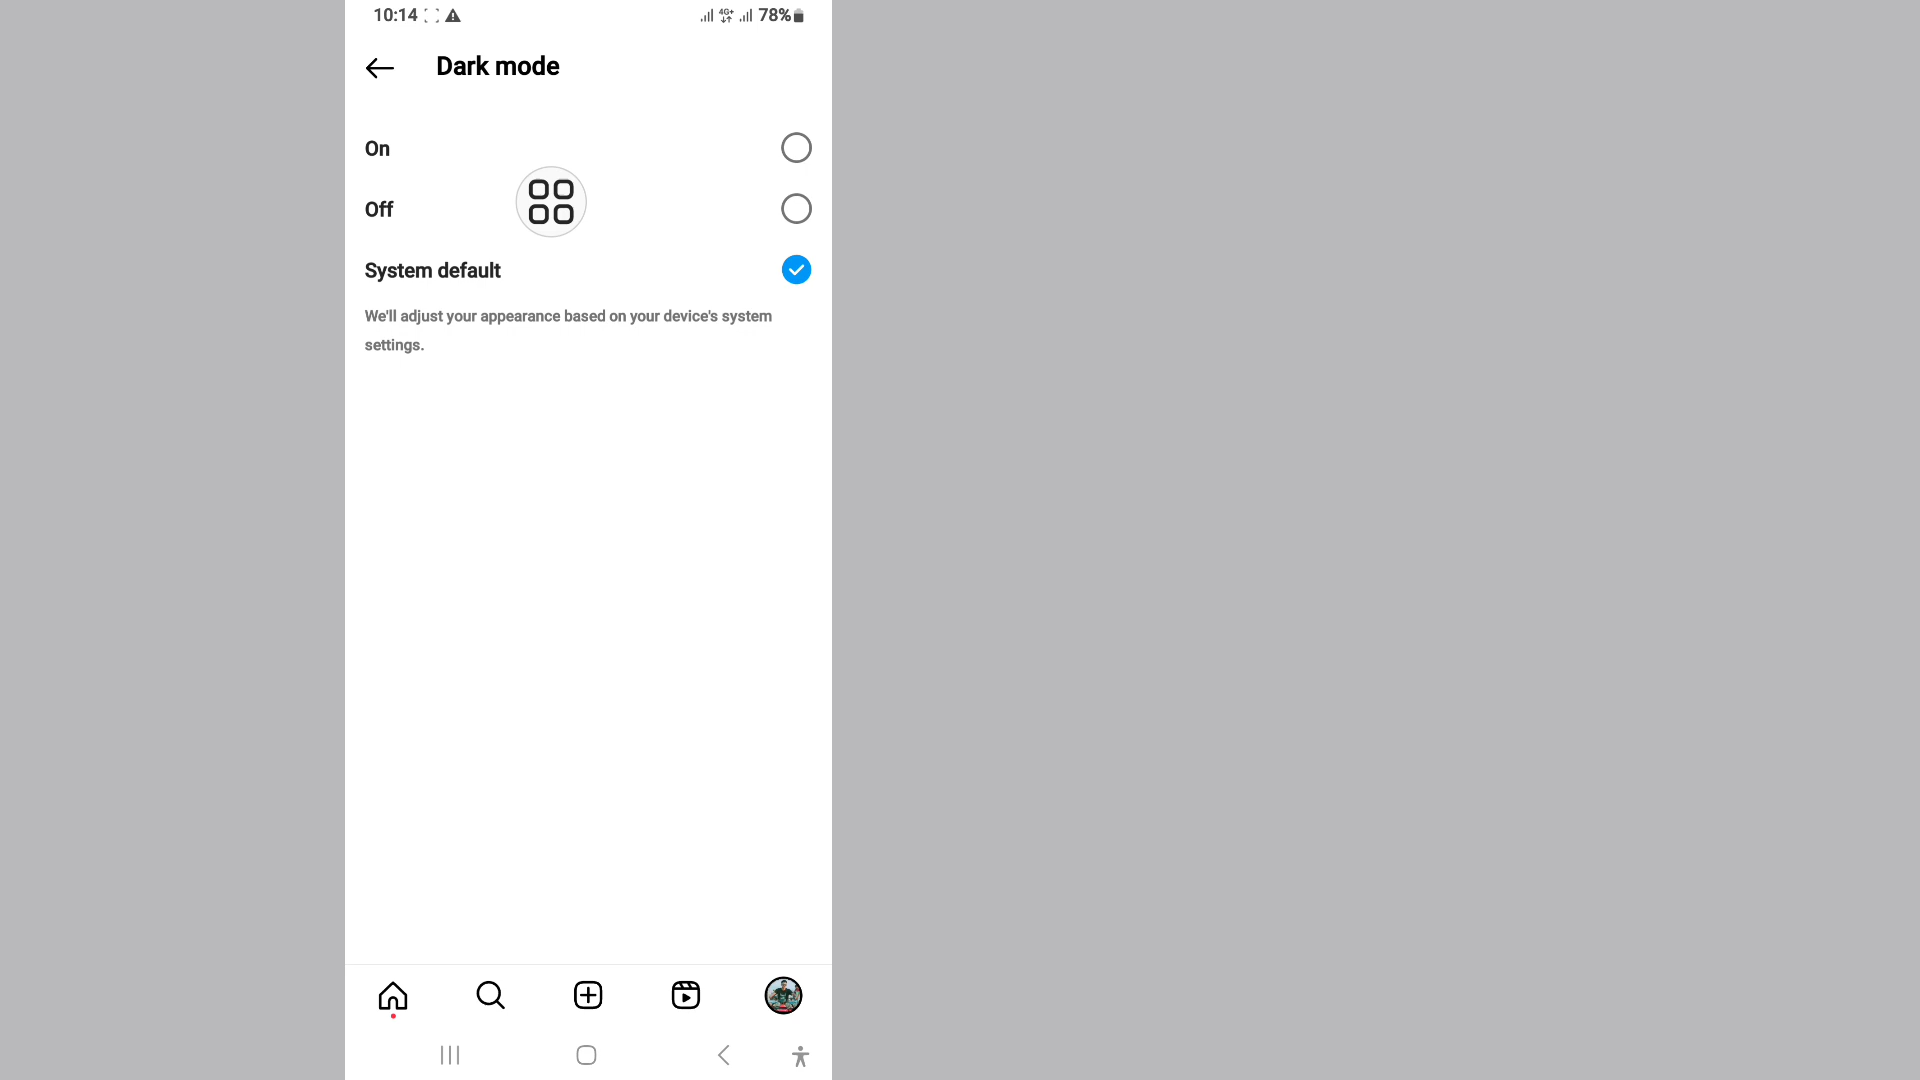 10:14
4G+
78%
Dark mode
On
Off
System default
We'll adjust your appearance based on your device's system
settings.